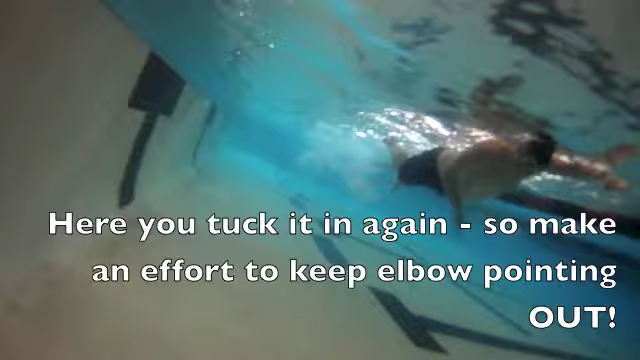 Here you tuck it in again - so make
an effort to keep elbow pointing
OUT!